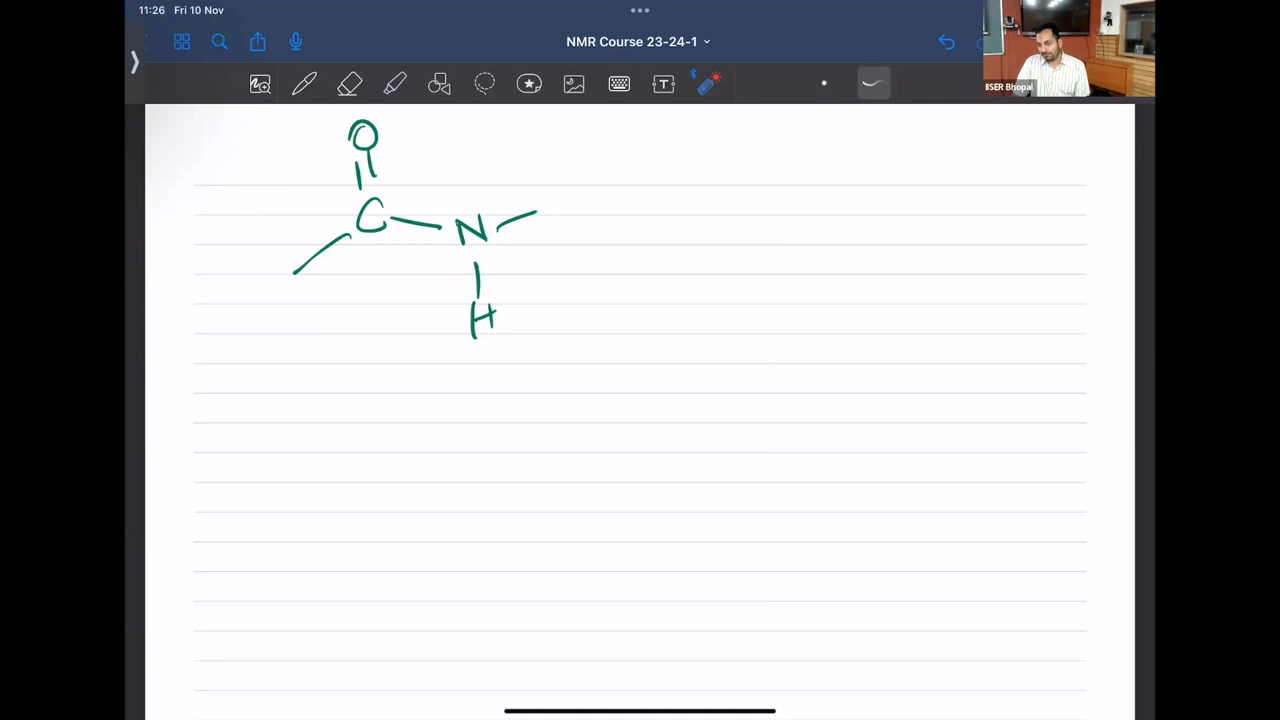 11:26 Fri 10 Nov
NMR Course 23-24-1
T
IISER Bhopal
O
C N
H